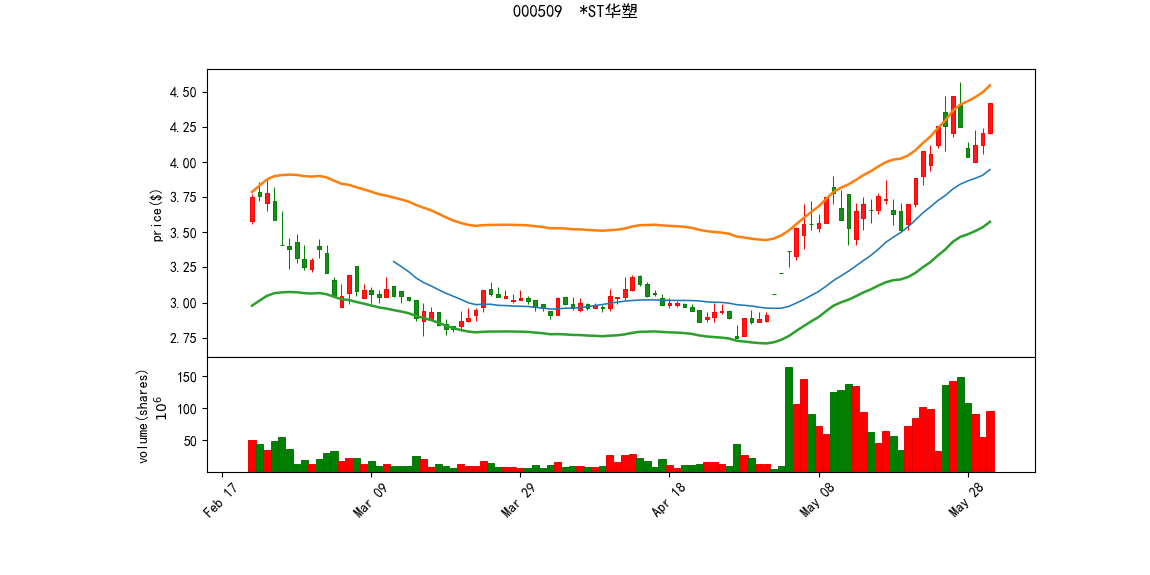 000509  *ST华塑
price($)
4.50
4.25
4.00
3.75
3.50
3.25
3.00
2.75
volume(shares)
10^6
150
100
50
Feb 17
Mar 09
Mar 29
Apr 18
May 08
May 28